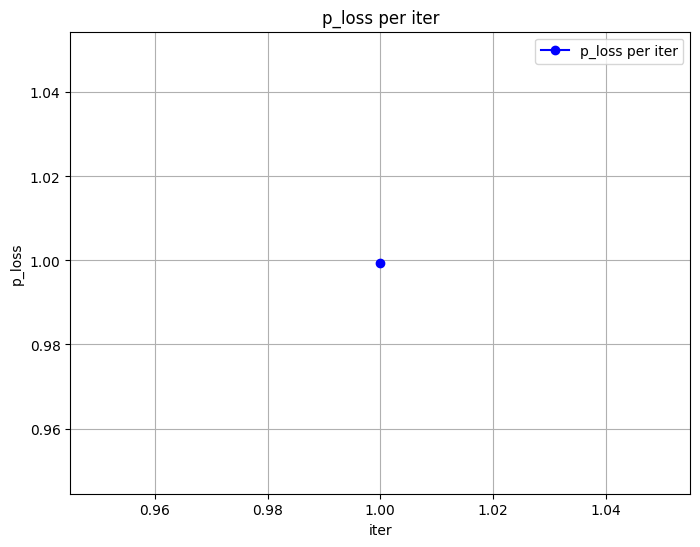 p_loss per iter
p_loss per iter
1.04
1.02
1.00
0.98
0.96
p_loss
0.96 0.98 1.00 1.02 1.04
iter